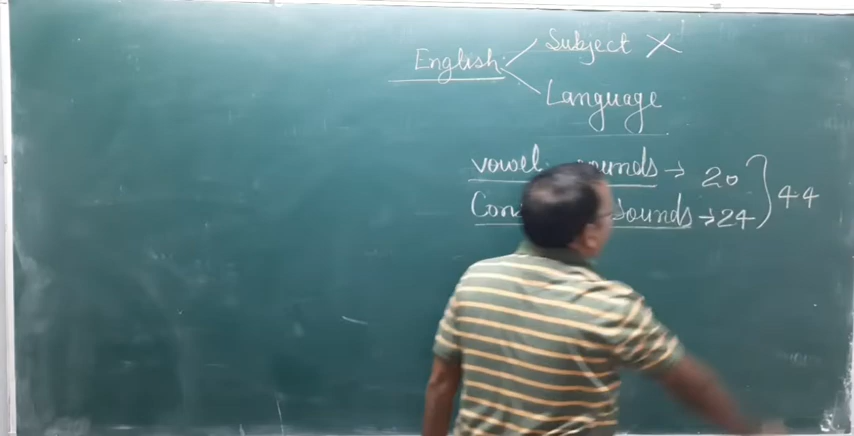 English Subject X
Language
vowel sounds → 20
Con sounds → 24 } 44